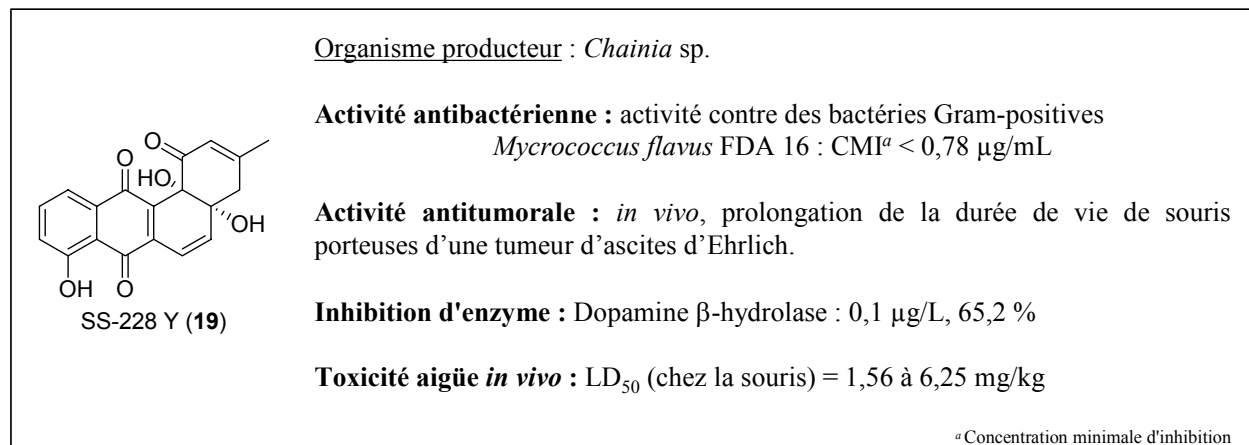 Organisme producteur : Chainia sp.
Activité antibactérienne : activité contre des bactéries Gram-positives
Mycrococcus flavus FDA 16 : CMIa < 0,78 µg/mL
O
O
HO
OH
OH
O
SS-228 Y (19)
Activité antitumorale : in vivo, prolongation de la durée de vie de souris
porteuses d’une tumeur d’ascites d’Ehrlich.
Inhibition d'enzyme : Dopamine β-hydrolase : 0,1 µg/L, 65,2 %
Toxicité aigüe in vivo : LD50 (chez la souris) = 1,56 à 6,25 mg/kg
a Concentration minimale d'inhibition